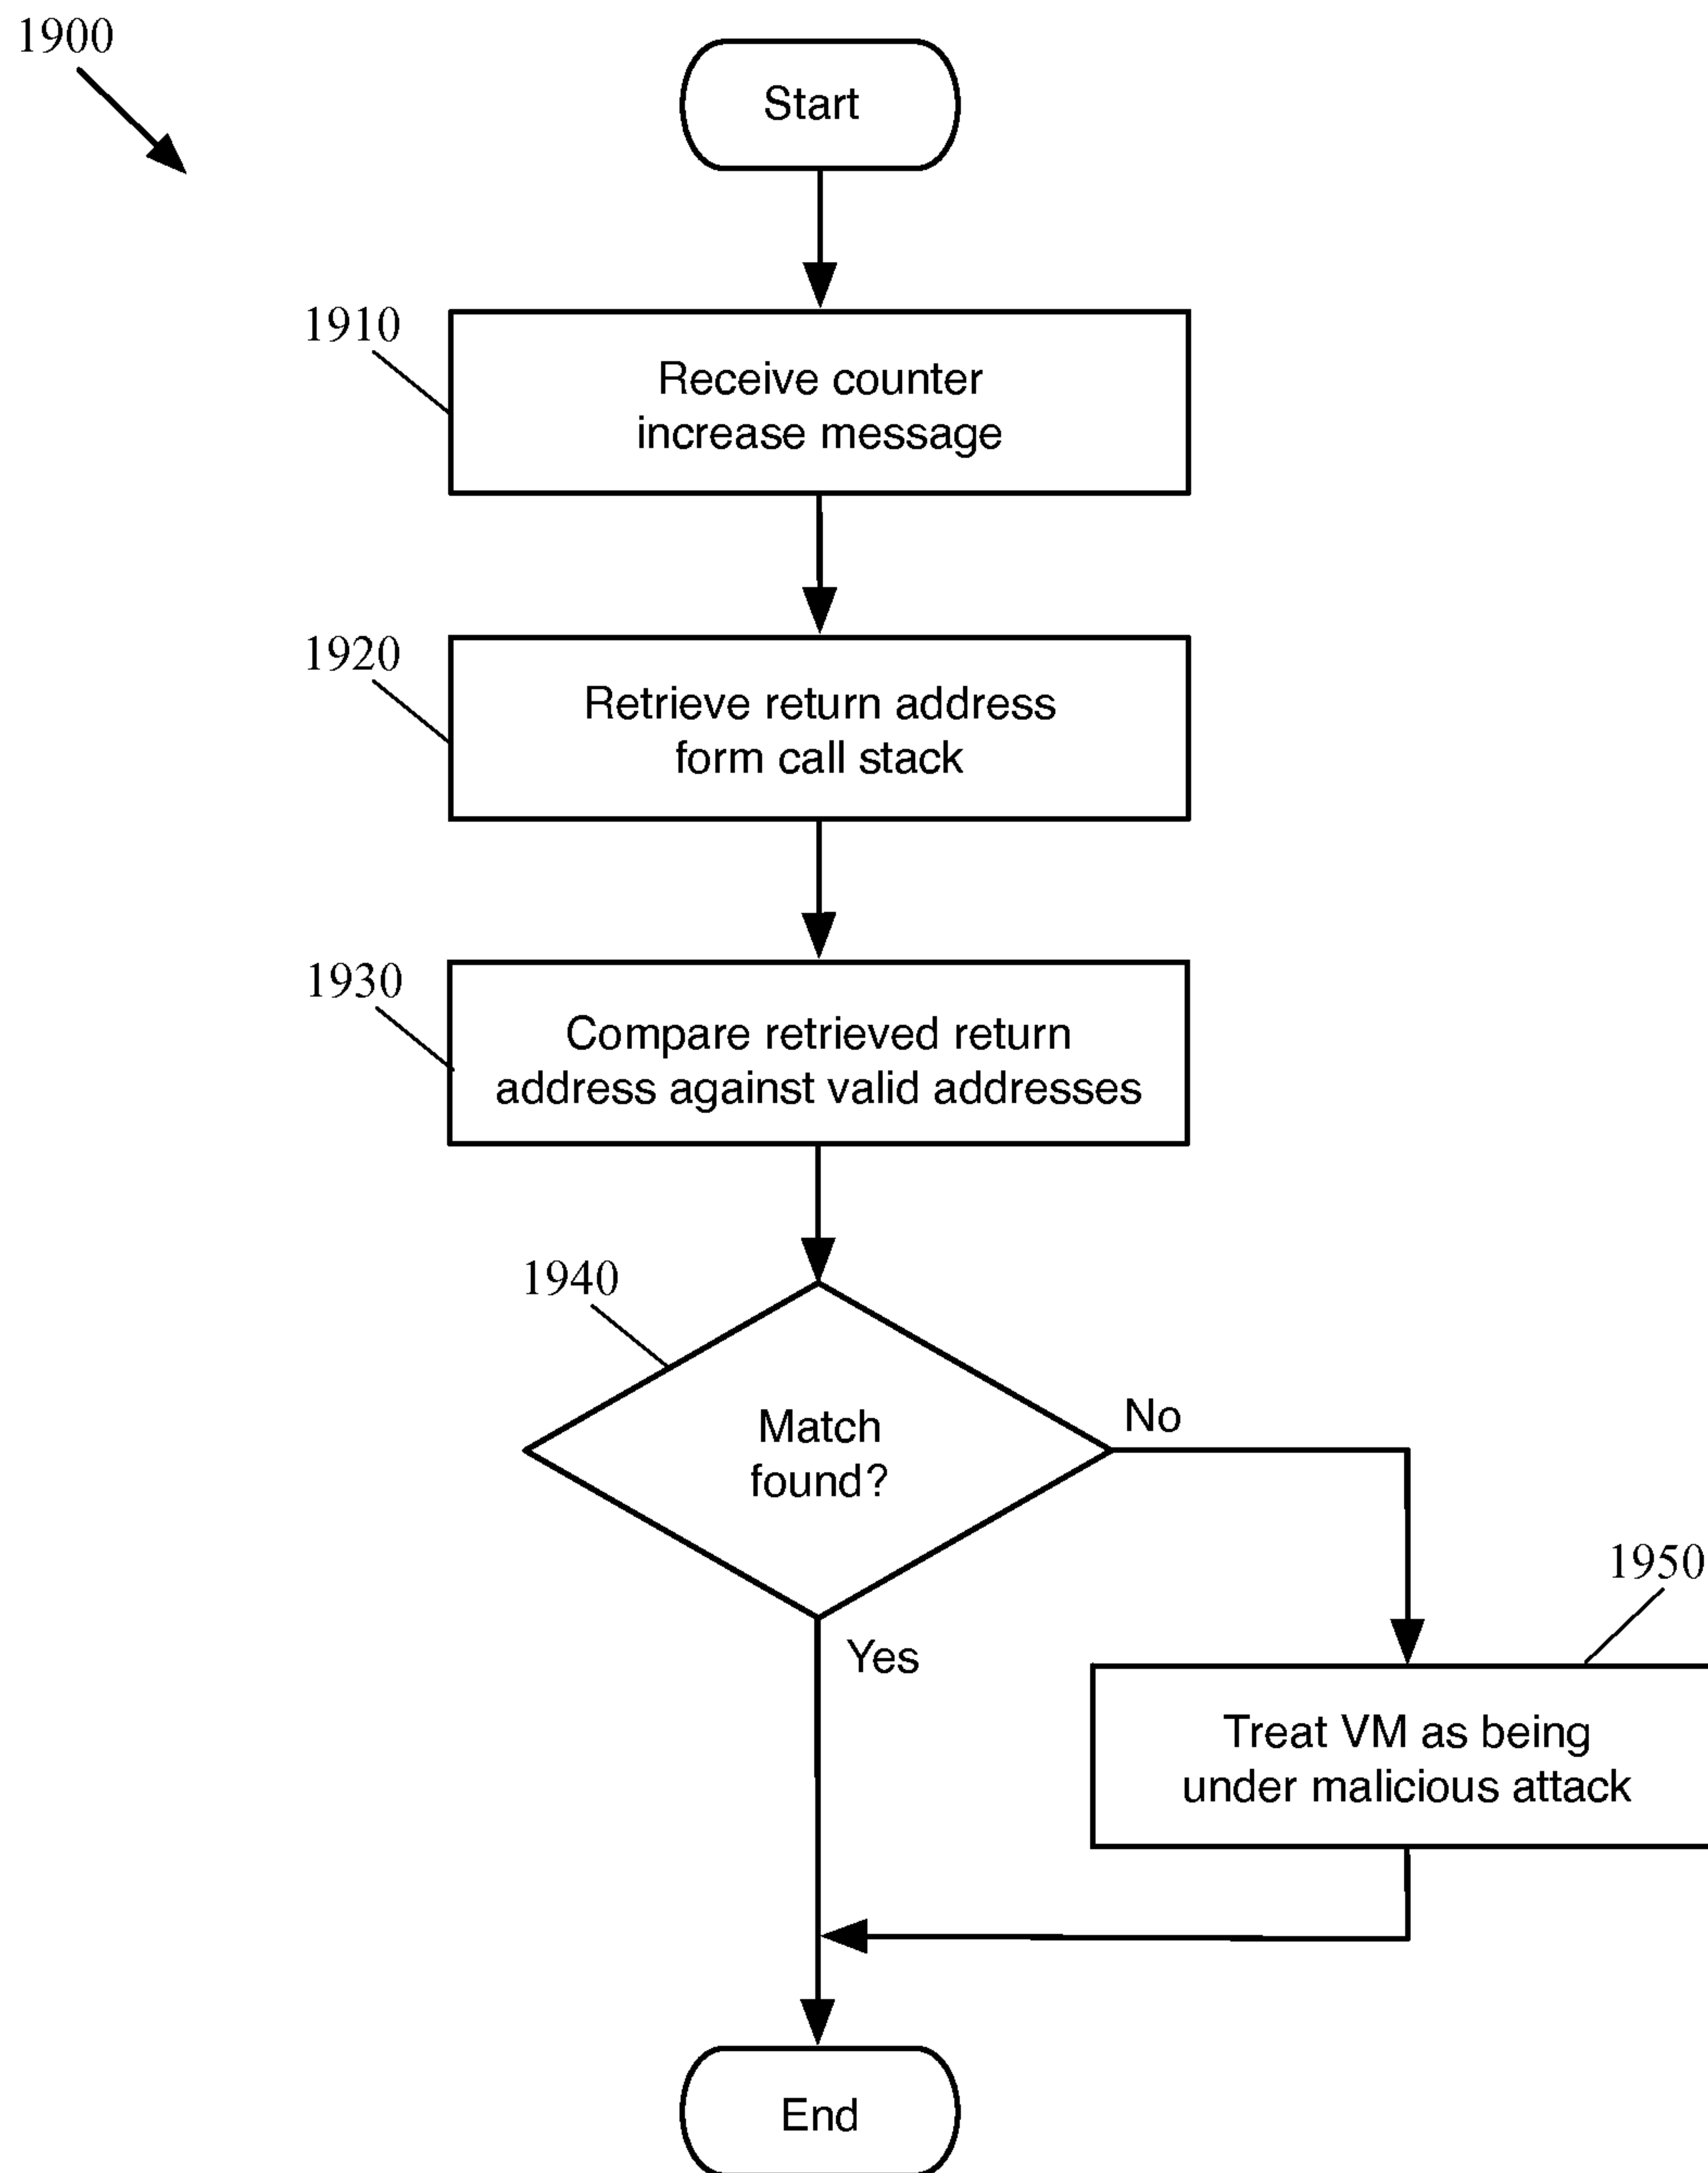 1900
Start
1910
Receive counter
increase message
1920
Retrieve return address
form call stack
1930
Compare retrieved return
address against valid addresses
1940
Match
found?
No
Yes
1950
Treat VM as being
under malicious attack
End